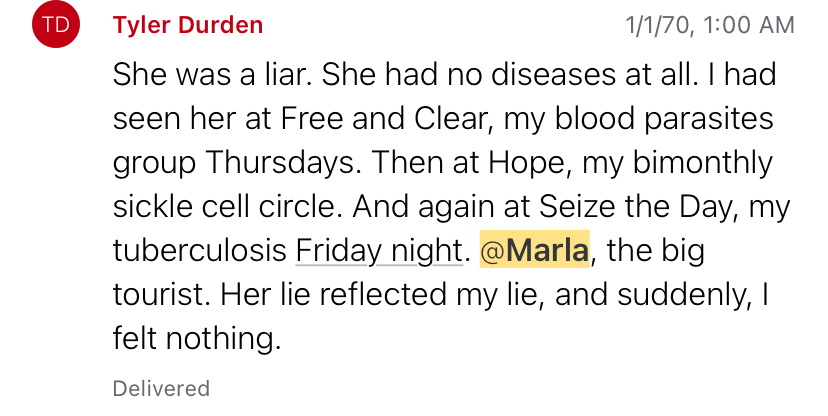 TD Tyler Durden 1/1/70, 1:00 AM
She was a liar. She had no diseases at all. I had
seen her at Free and Clear, my blood parasites
group Thursdays. Then at Hope, my bimonthly
sickle cell circle. And again at Seize the Day, my
tuberculosis Friday night. @Marla, the big
tourist. Her lie reflected my lie, and suddenly, I
felt nothing.
Delivered